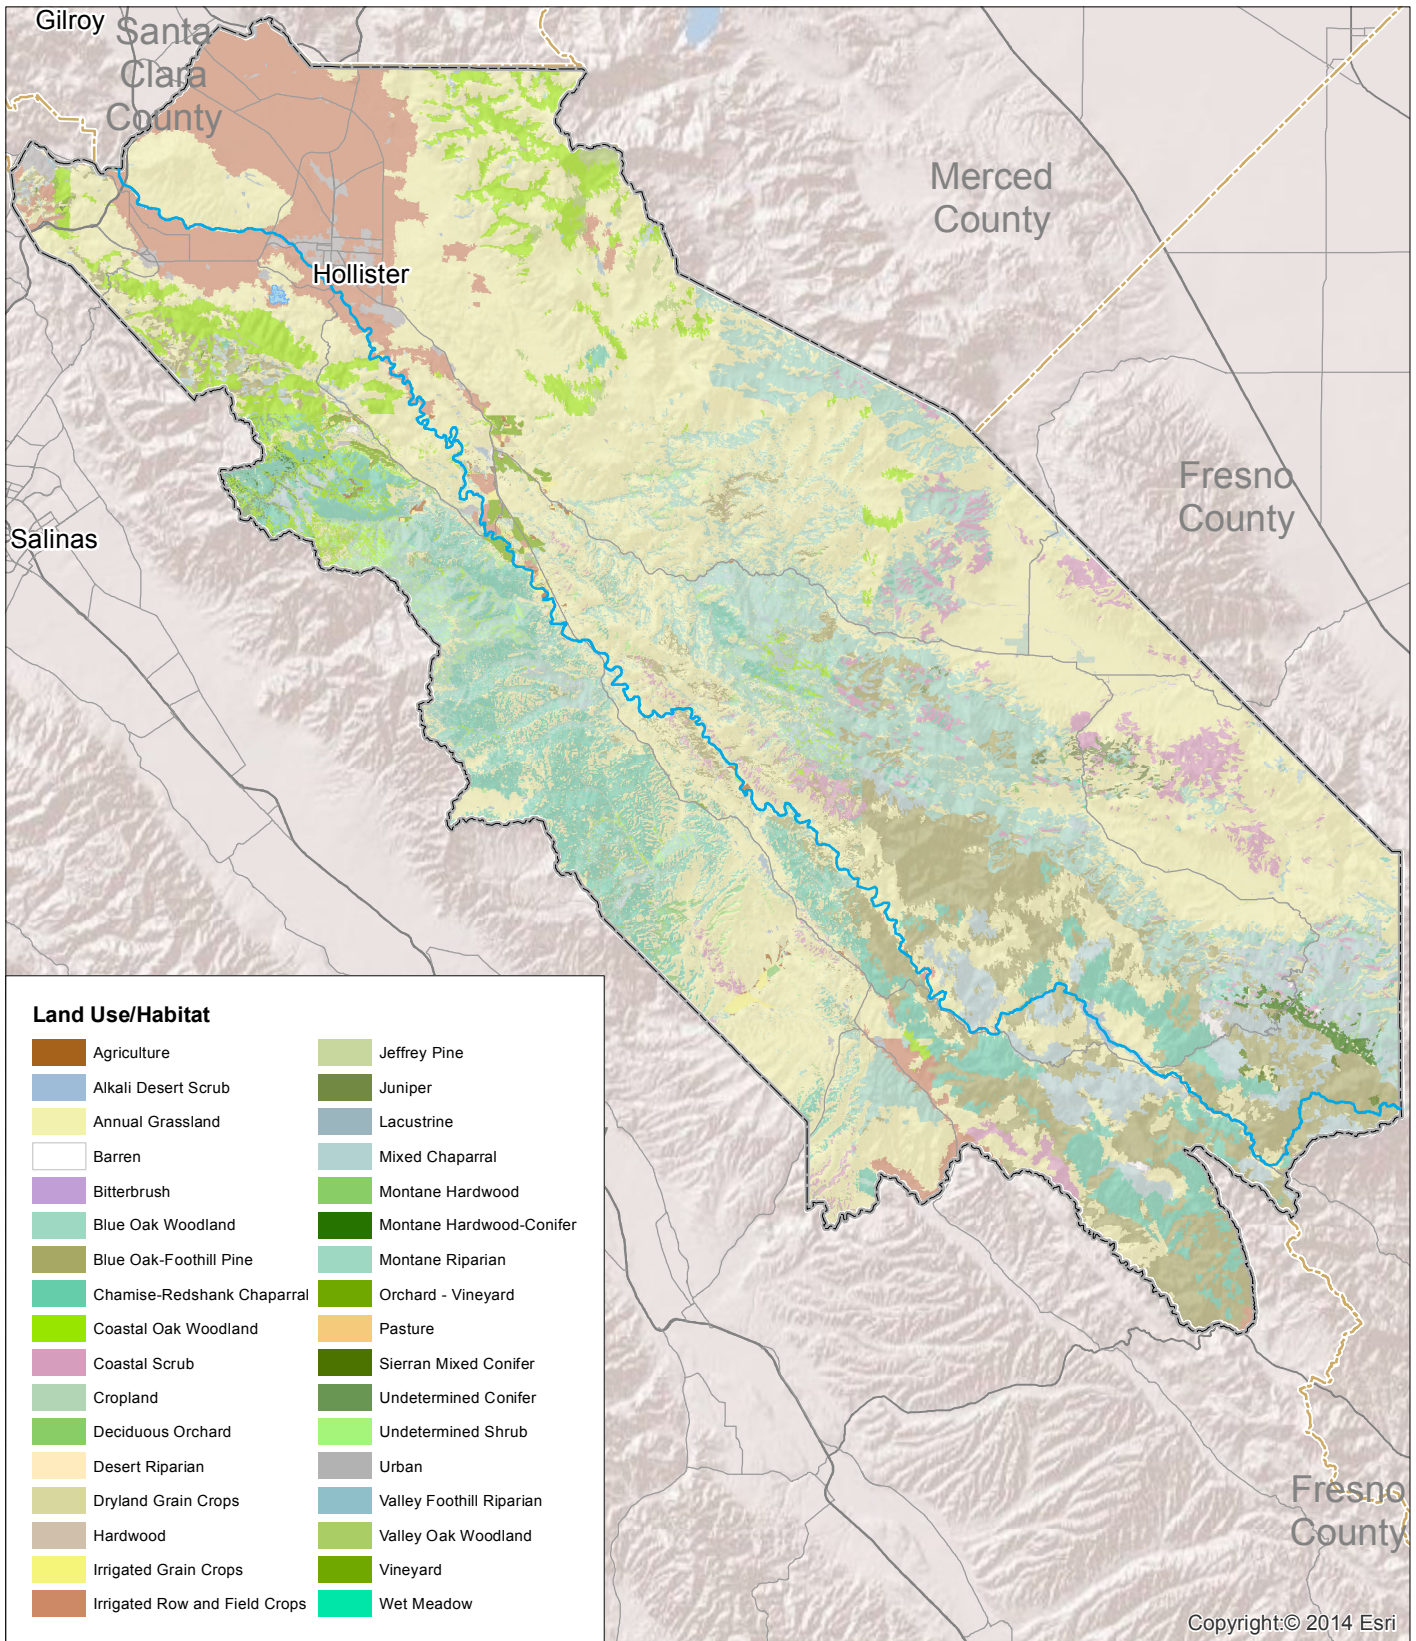 Gilroy
Santa
Clara
County
Merced
County
Hollister
Fresno
County
Salinas
Land Use/Habitat
Agriculture
Alkali Desert Scrub
Annual Grassland
Barren
Bitterbrush
Blue Oak Woodland
Blue Oak-Foothill Pine
Chamise-Redshank Chaparral
Coastal Oak Woodland
Coastal Scrub
Cropland
Deciduous Orchard
Desert Riparian
Dryland Grain Crops
Hardwood
Irrigated Grain Crops
Irrigated Row and Field Crops
Jeffrey Pine
Juniper
Lacustrine
Mixed Chaparral
Montane Hardwood
Montane Hardwood-Conifer
Montane Riparian
Orchard - Vineyard
Pasture
Sierran Mixed Conifer
Undetermined Conifer
Undetermined Shrub
Urban
Valley Foothill Riparian
Valley Oak Woodland
Vineyard
Wet Meadow
Fresno
County
Copyright:© 2014 Esri